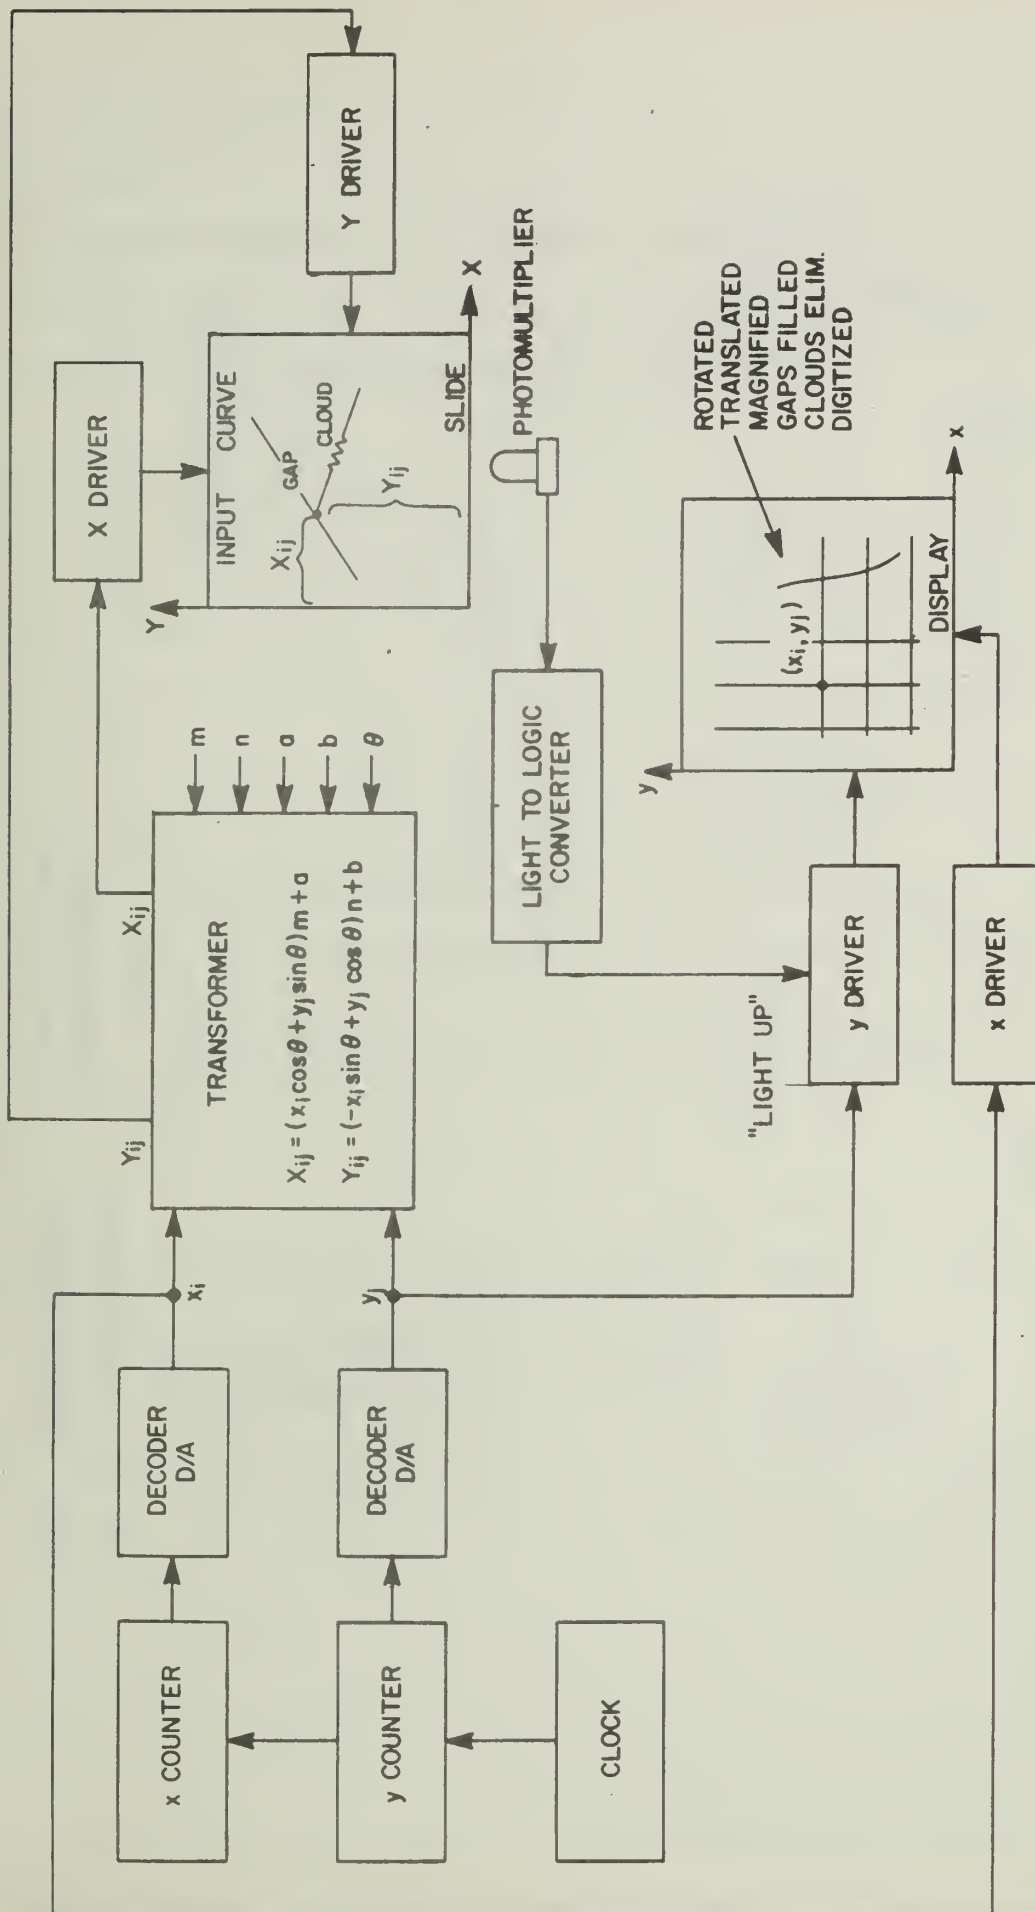 x COUNTER
DECODER
D/A
xi
y COUNTER
DECODER
D/A
yj
CLOCK
Yij
Xij
TRANSFORMER
Xij = (xi cosθ + yj sinθ) m + a
Yij = (-xi sinθ + yj cosθ) n + b
m
n
a
b
θ
X DRIVER
Y DRIVER
Y
INPUT CURVE
GAP
CLOUD
Xij
Yij
SLIDE
X
PHOTOMULTIPLIER
LIGHT TO LOGIC
CONVERTER
"LIGHT UP"
y DRIVER
x DRIVER
y
(xi, yj)
DISPLAY
x
ROTATED
TRANSLATED
MAGNIFIED
GAPS FILLED
CLOUDS ELIM.
DIGITIZED